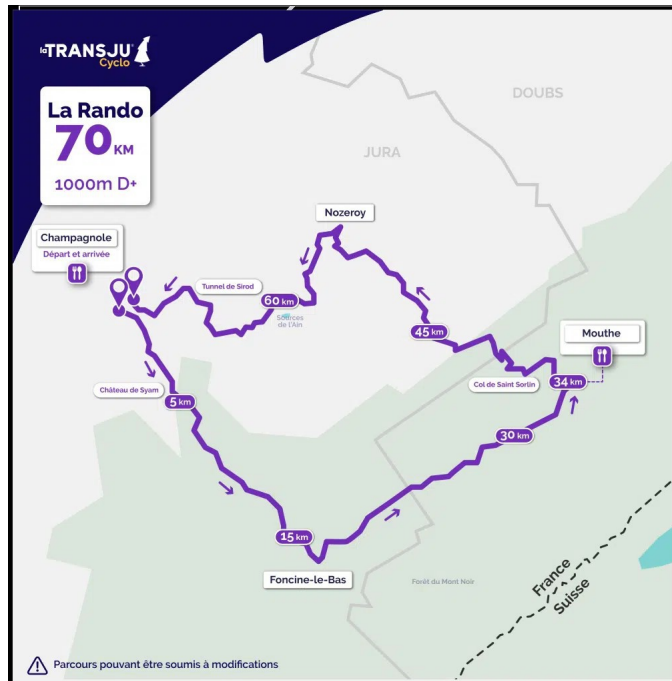 la TRANSJU'
Cyclo
La Rando
70 KM
1000m D+
DOUBS
JURA
Nozeroy
Champagnole
Départ et arrivée
Tunnel de Sirod
60 km
Sources
de l'Ain
45 km
Mouthe
Château de Syam
5 km
Col de Saint Sorlin
34 km
30 km
15 km
Foncine-le-Bas
Forêt du Mont Noir
France
Suisse
Parcours pouvant être soumis à modifications